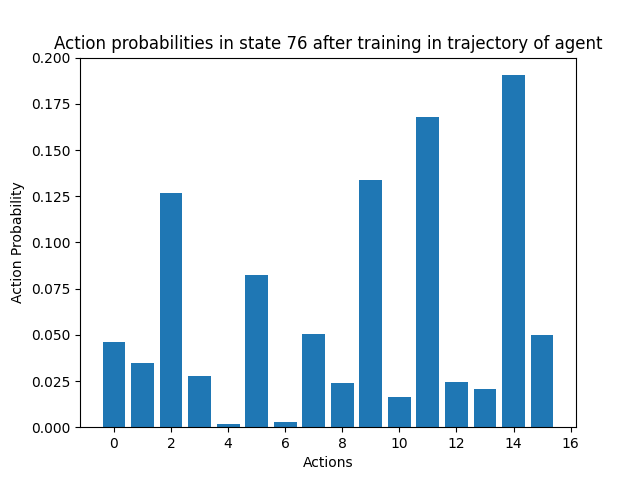 Action probabilities in state 76 after training in trajectory of agent
0.200
0.175
0.150
0.125
0.100
0.075
0.050
0.025
0.000
Action Probability
0 2 4 6 8 10 12 14 16
Actions